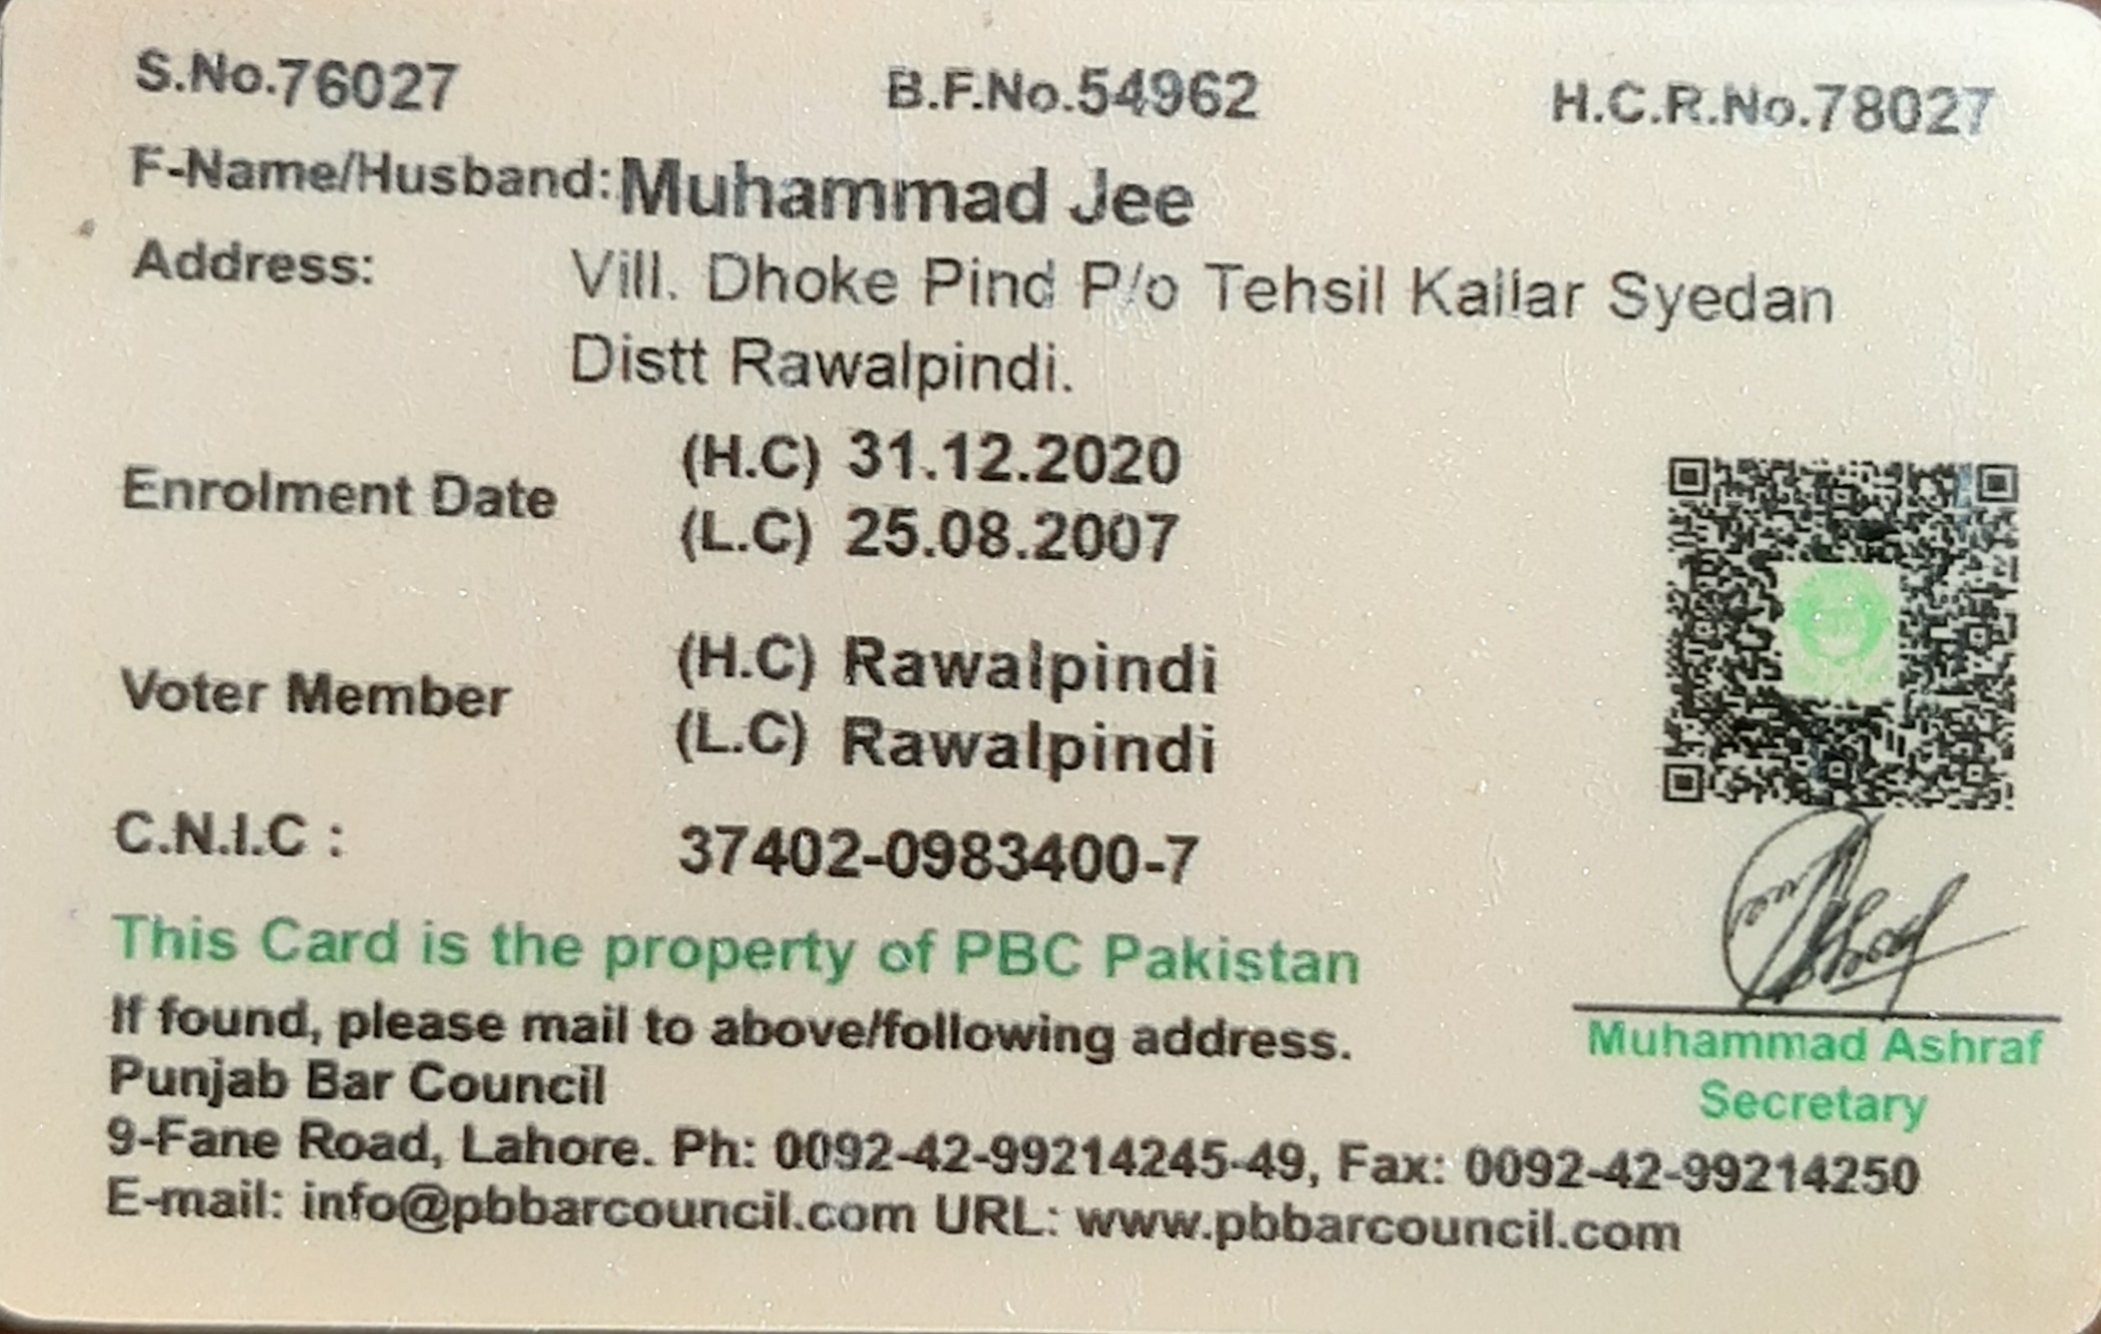 S.No.76027 B.F.No.54962 H.C.R.No.78027
F-Name/Husband: Muhammad Jee
Address: Vill. Dhoke Pind P/o Tehsil Kallar Syedan
Distt Rawalpindi.
Enrolment Date (H.C) 31.12.2020
(L.C) 25.08.2007
Voter Member (H.C) Rawalpindi
(L.C) Rawalpindi
C.N.I.C : 37402-0983400-7
This Card is the property of PBC Pakistan
If found, please mail to above/following address.
Punjab Bar Council
9-Fane Road, Lahore. Ph: 0092-42-99214245-49, Fax: 0092-42-99214250
E-mail: info@pbbarcouncil.com URL: www.pbbarcouncil.com
Muhammad Ashraf
Secretary